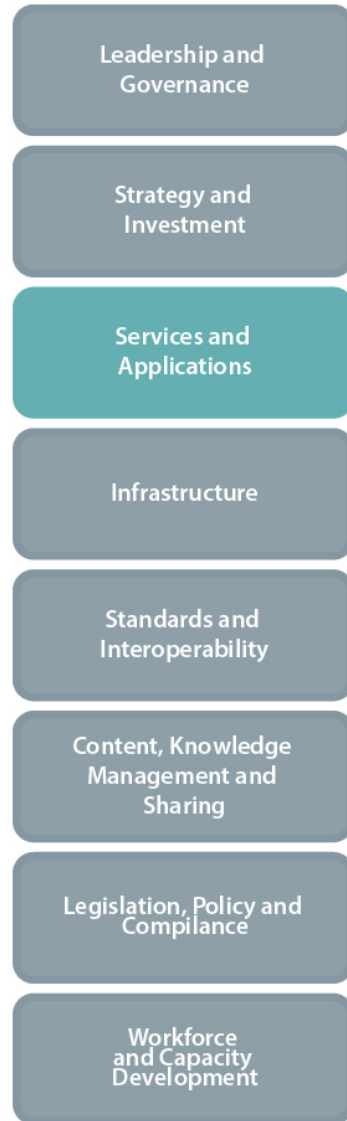 Leadership and
Governance
Strategy and
Investment
Services and
Applications
Infrastructure
Standards and
Interoperability
Content, Knowledge
Management and
Sharing
Legislation, Policy and
Compilance
Workforce
and Capacity
Development